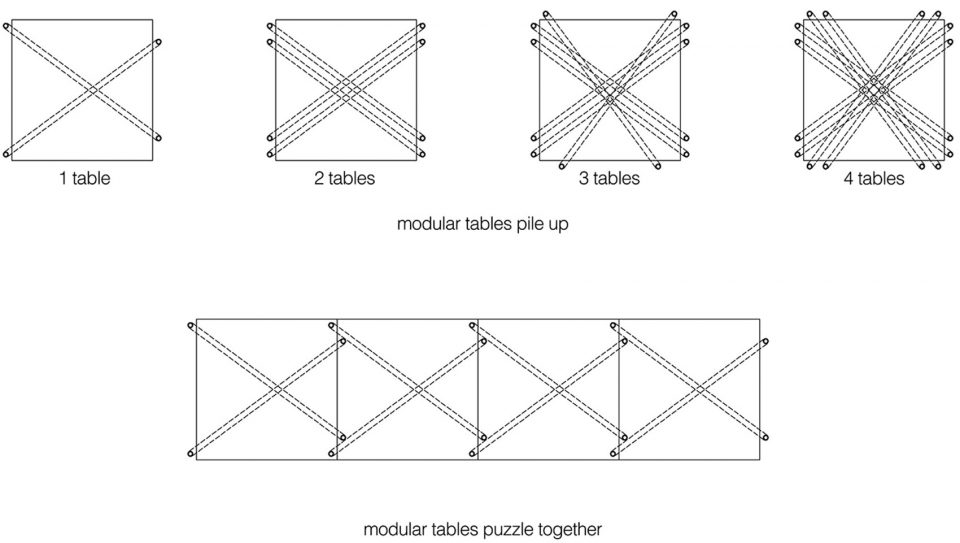 1 table
2 tables
3 tables
4 tables
modular tables pile up
modular tables puzzle together